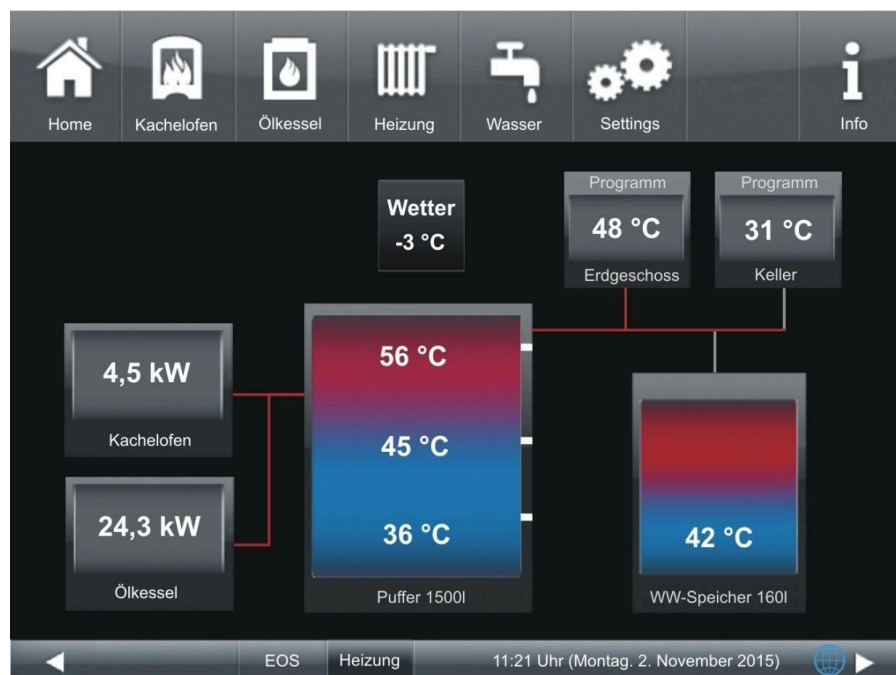 Home
Kachelofen
Ölkessel
Heizung
Wasser
Settings
Info
Wetter
-3 °C
Programm
48 °C
Erdgeschoss
Programm
31 °C
Keller
4,5 kW
Kachelofen
24,3 kW
Ölkessel
56 °C
45 °C
36 °C
Puffer 1500l
42 °C
WW-Speicher 160l
EOS
Heizung
11:21 Uhr (Montag. 2. November 2015)